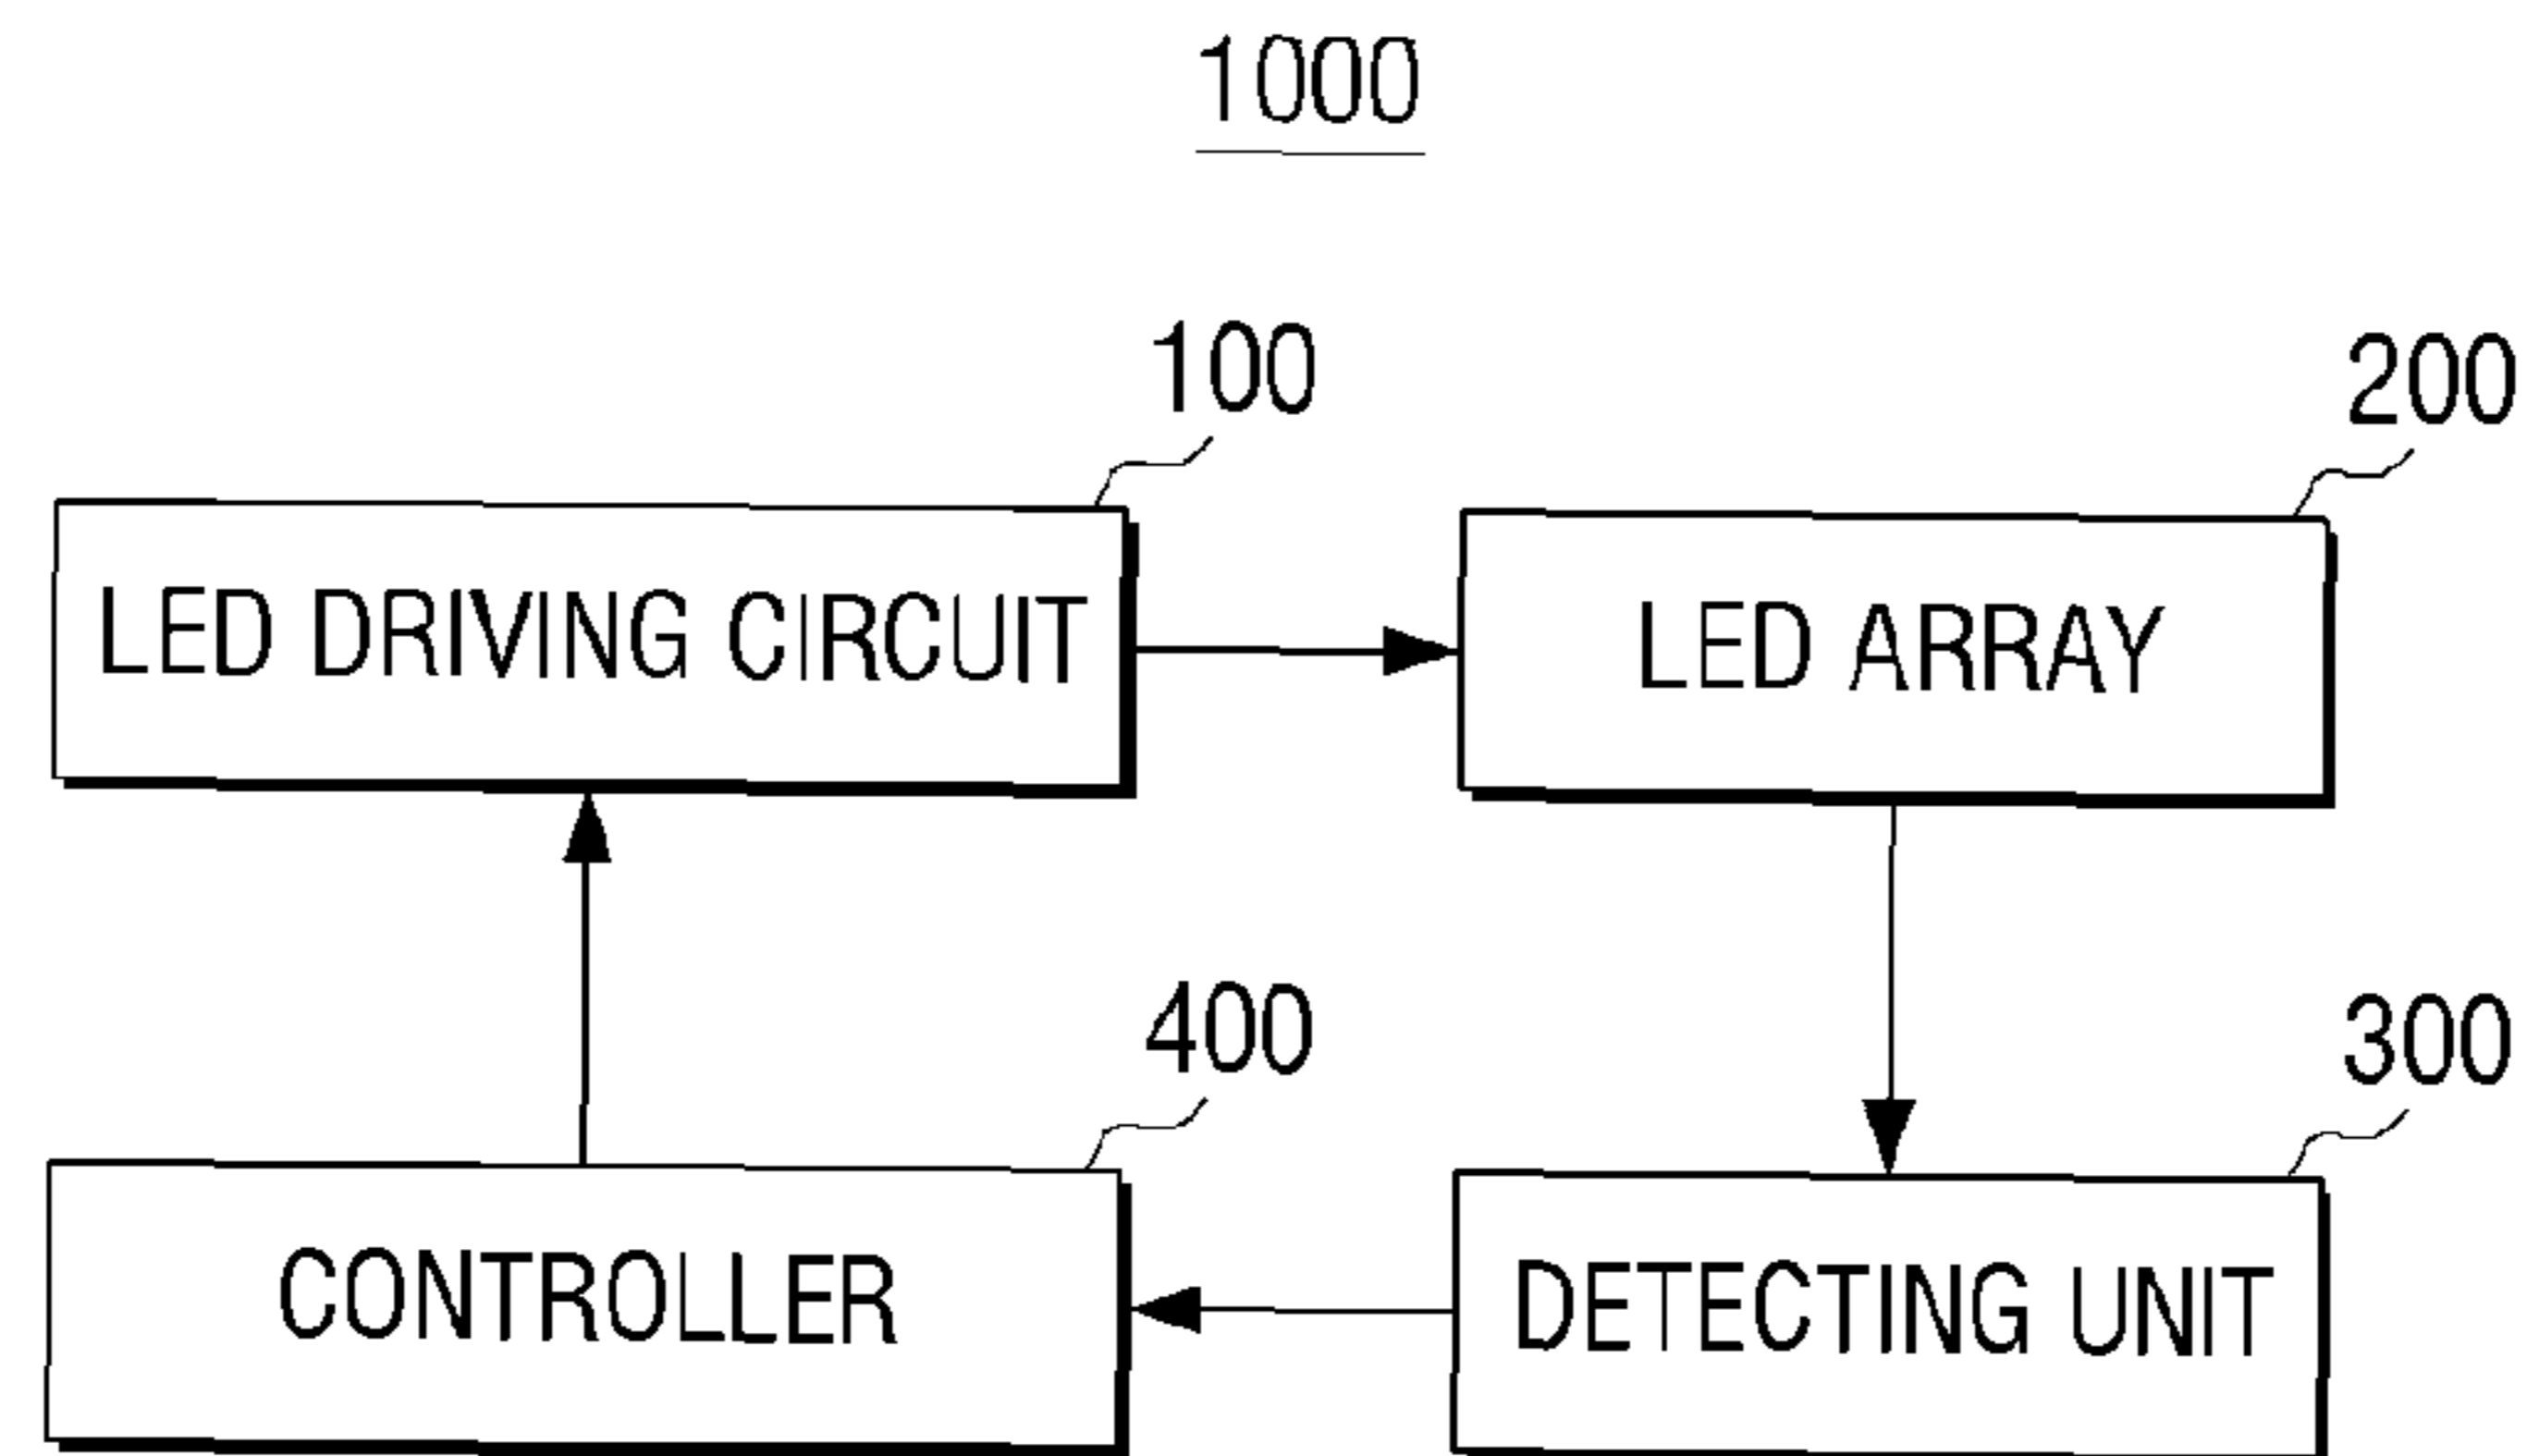 1000
100
200
LED DRIVING CIRCUIT
LED ARRAY
400
300
CONTROLLER
DETECTING UNIT